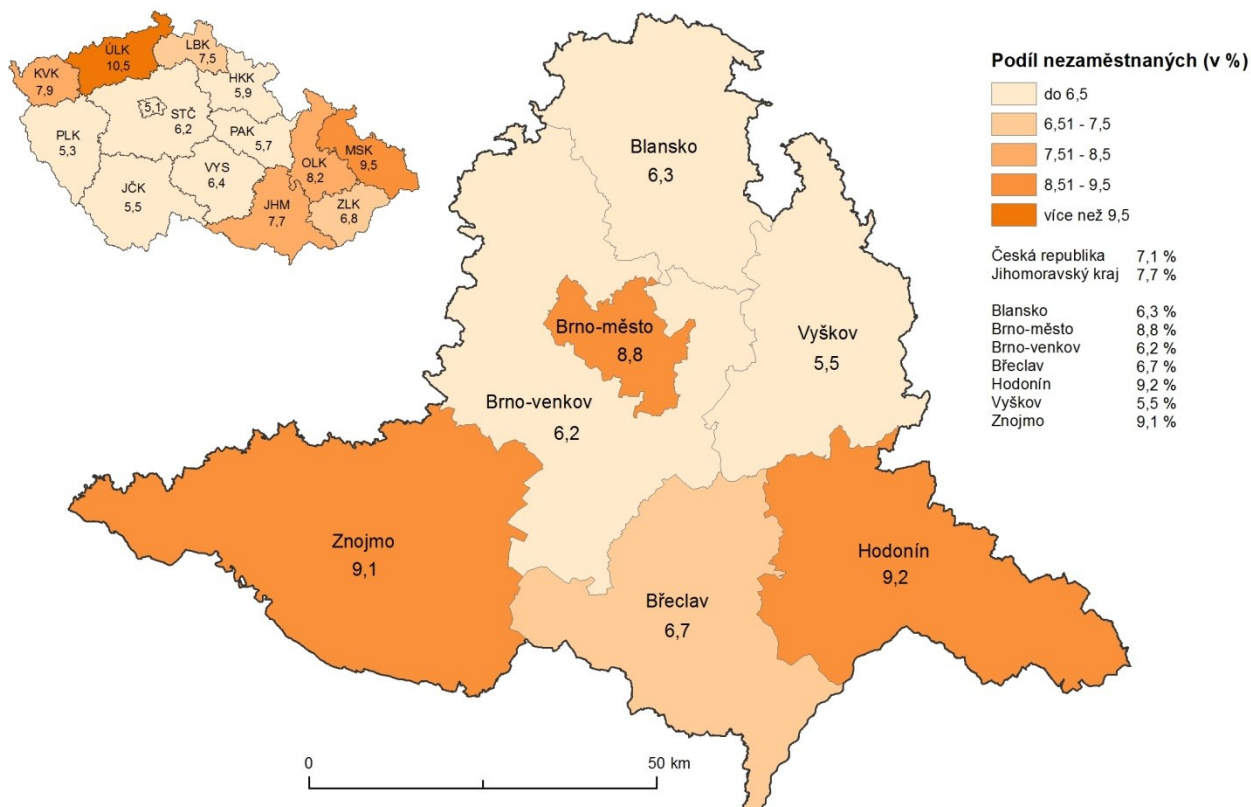 ÚLK
10,5
LBK
7,5
KVK
7,9
HKK
5,9
5,1
STČ
6,2
PAK
5,7
PLK
5,3
MSK
9,5
OLK
8,2
VYS
6,4
JČK
5,5
JHM
7,7
ZLK
6,8
Podíl nezaměstnaných (v %)
do 6,5
6,51 - 7,5
7,51 - 8,5
8,51 - 9,5
více než 9,5
Česká republika 7,1 %
Jihomoravský kraj 7,7 %
Blansko 6,3 %
Brno-město 8,8 %
Brno-venkov 6,2 %
Břeclav 6,7 %
Hodonín 9,2 %
Vyškov 5,5 %
Znojmo 9,1 %
Blansko
6,3
Brno-město
8,8
Vyškov
5,5
Brno-venkov
6,2
Znojmo
9,1
Hodonín
9,2
Břeclav
6,7
0 50 km